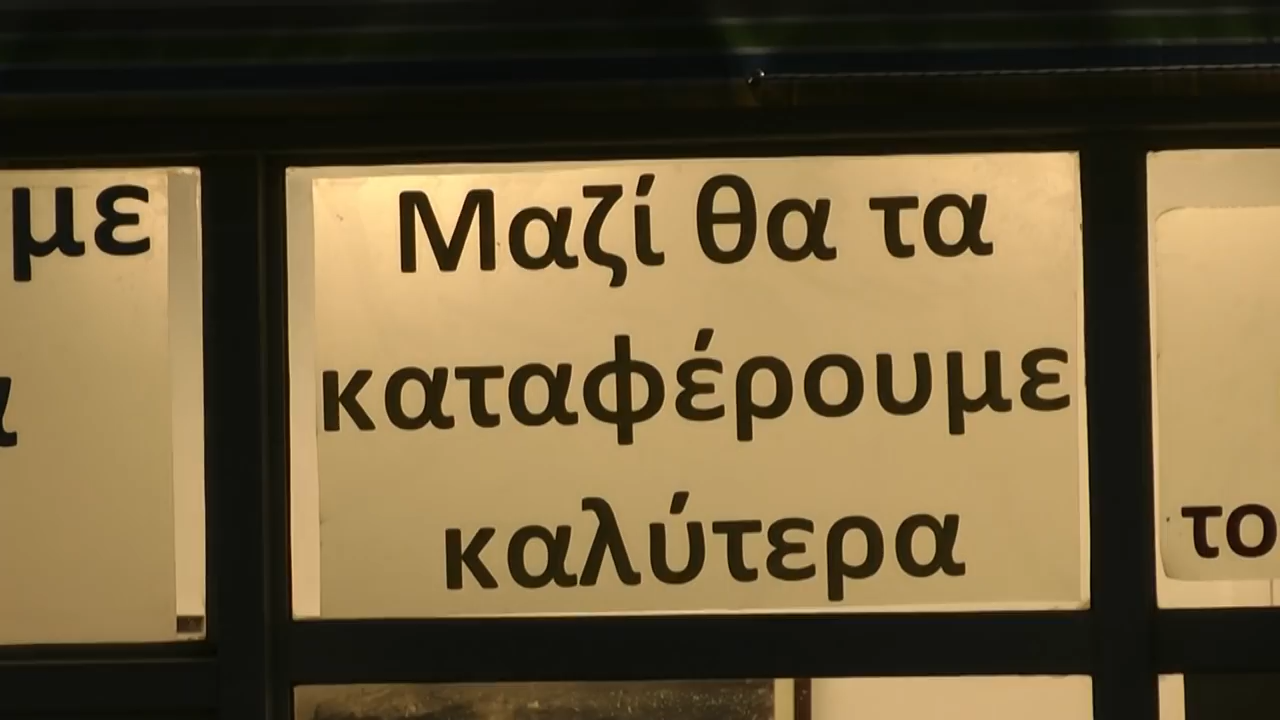 με
Μαζί θα τα
καταφέρουμε
καλύτερα
το